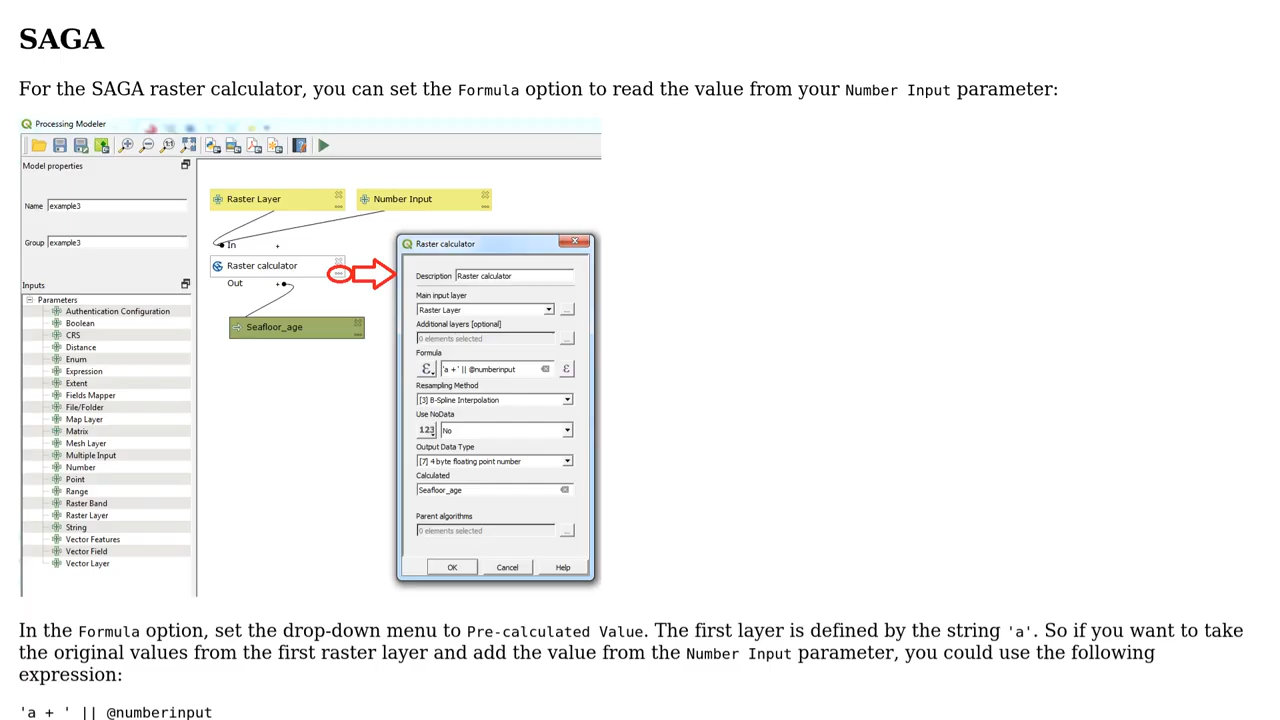 SAGA
For the SAGA raster calculator, you can set the Formula option to read the value from your Number Input parameter:
Processing Modeler
Model properties
Name example3
Group example3
Inputs
Parameters
Authentication Configuration
Boolean
CRS
Distance
Enum
Expression
Extent
Fields Mapper
File/Folder
Map Layer
Matrix
Mesh Layer
Multiple Input
Number
Point
Range
Raster Band
Raster Layer
String
Vector Features
Vector Field
Vector Layer
Raster Layer
Number Input
In +
Raster calculator
Out +
Seafloor_age
Raster calculator
Description Raster calculator
Main input layer
Raster Layer ...
Additional layers [optional]
0 elements selected ...
Formula
ε 'a +' || @numberinput ε
Resampling Method
[3] B-Spline Interpolation
Use NoData
123 No
Output Data Type
[7] 4 byte floating point number
Calculated
Seafloor_age
Parent algorithms
0 elements selected ...
OK Cancel Help
In the Formula option, set the drop-down menu to Pre-calculated Value. The first layer is defined by the string 'a'. So if you want to take
the original values from the first raster layer and add the value from the Number Input parameter, you could use the following
expression:
'a + ' || @numberinput